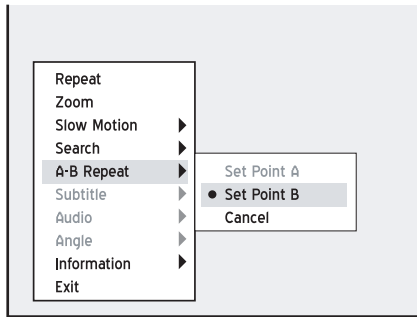 Repeat
Zoom
Slow Motion
Search
A-B Repeat
Subtitle
Audio
Angle
Information
Exit
Set Point A
Set Point B
Cancel